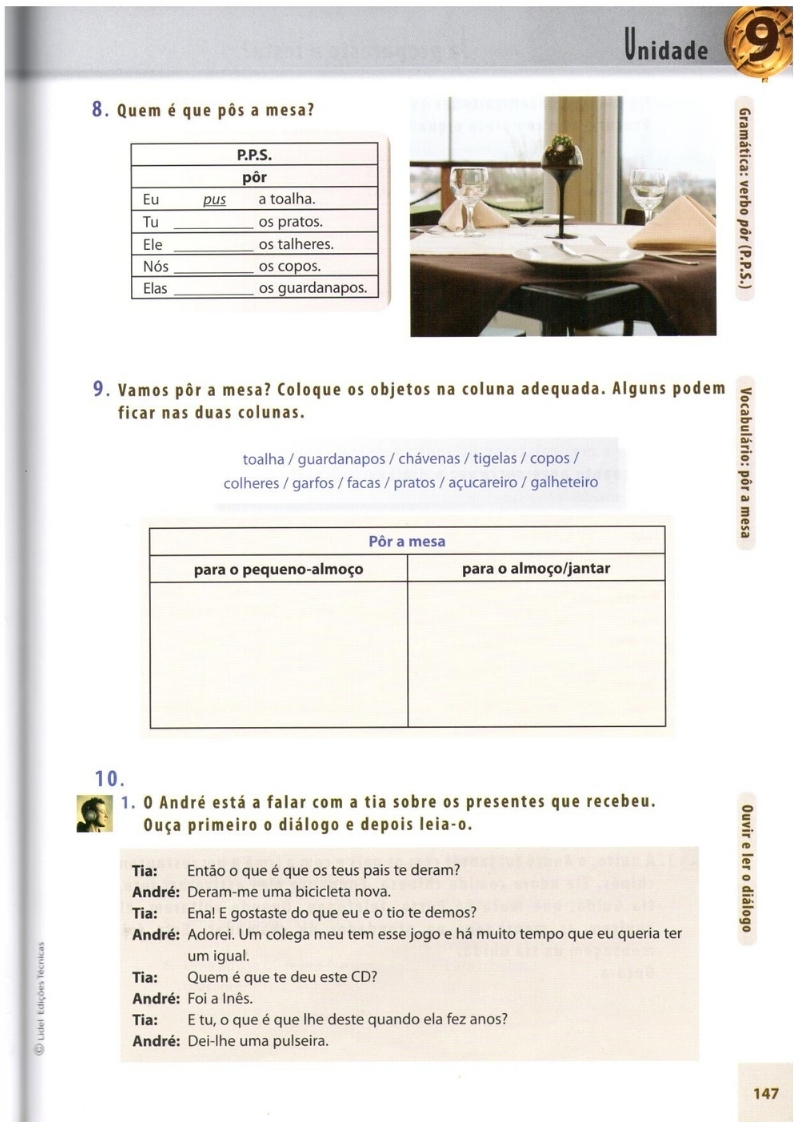 Unidade 9
8. Quem é que pôs a mesa?
P.P.S.
pôr
Eu pus a toalha.
Tu __________ os pratos.
Ele __________ os talheres.
Nós __________ os copos.
Elas __________ os guardanapos.
Gramática: verbo pôr (P.P.S.)
9. Vamos pôr a mesa? Coloque os objetos na coluna adequada. Alguns podem
ficar nas duas colunas.
toalha / guardanapos / chávenas / tigelas / copos /
colheres / garfos / facas / pratos / açucareiro / galheteiro
Pôr a mesa
para o pequeno-almoço para o almoço/jantar
Vocabulário: pôr a mesa
10.
1. O André está a falar com a tia sobre os presentes que recebeu.
Ouça primeiro o diálogo e depois leia-o.
Tia: Então o que é que os teus pais te deram?
André: Deram-me uma bicicleta nova.
Tia: Ena! E gostaste do que eu e o tio te demos?
André: Adorei. Um colega meu tem esse jogo e há muito tempo que eu queria ter
um igual.
Tia: Quem é que te deu este CD?
André: Foi a Inês.
Tia: E tu, o que é que lhe deste quando ela fez anos?
André: Dei-lhe uma pulseira.
Ouvir e ler o diálogo
© Lidel Edições Técnicas
147